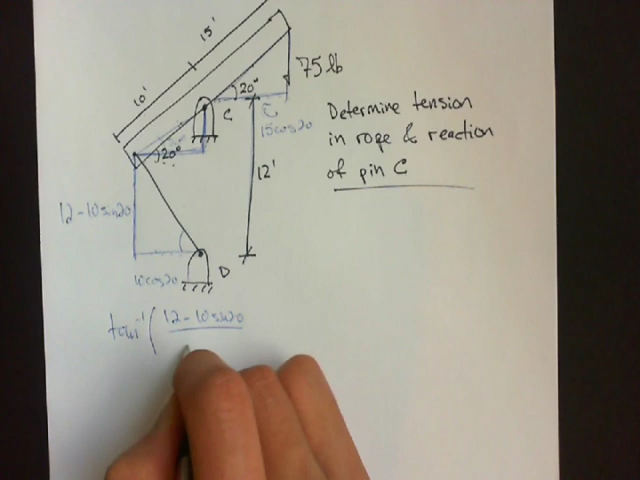 15'
10'
75 lb
20°
C
15cos20
Determine tension
in rope & reaction
of pin C
20°
12'
12-10sin20
D
10cos20
tan⁻¹ ( 12-10sin20